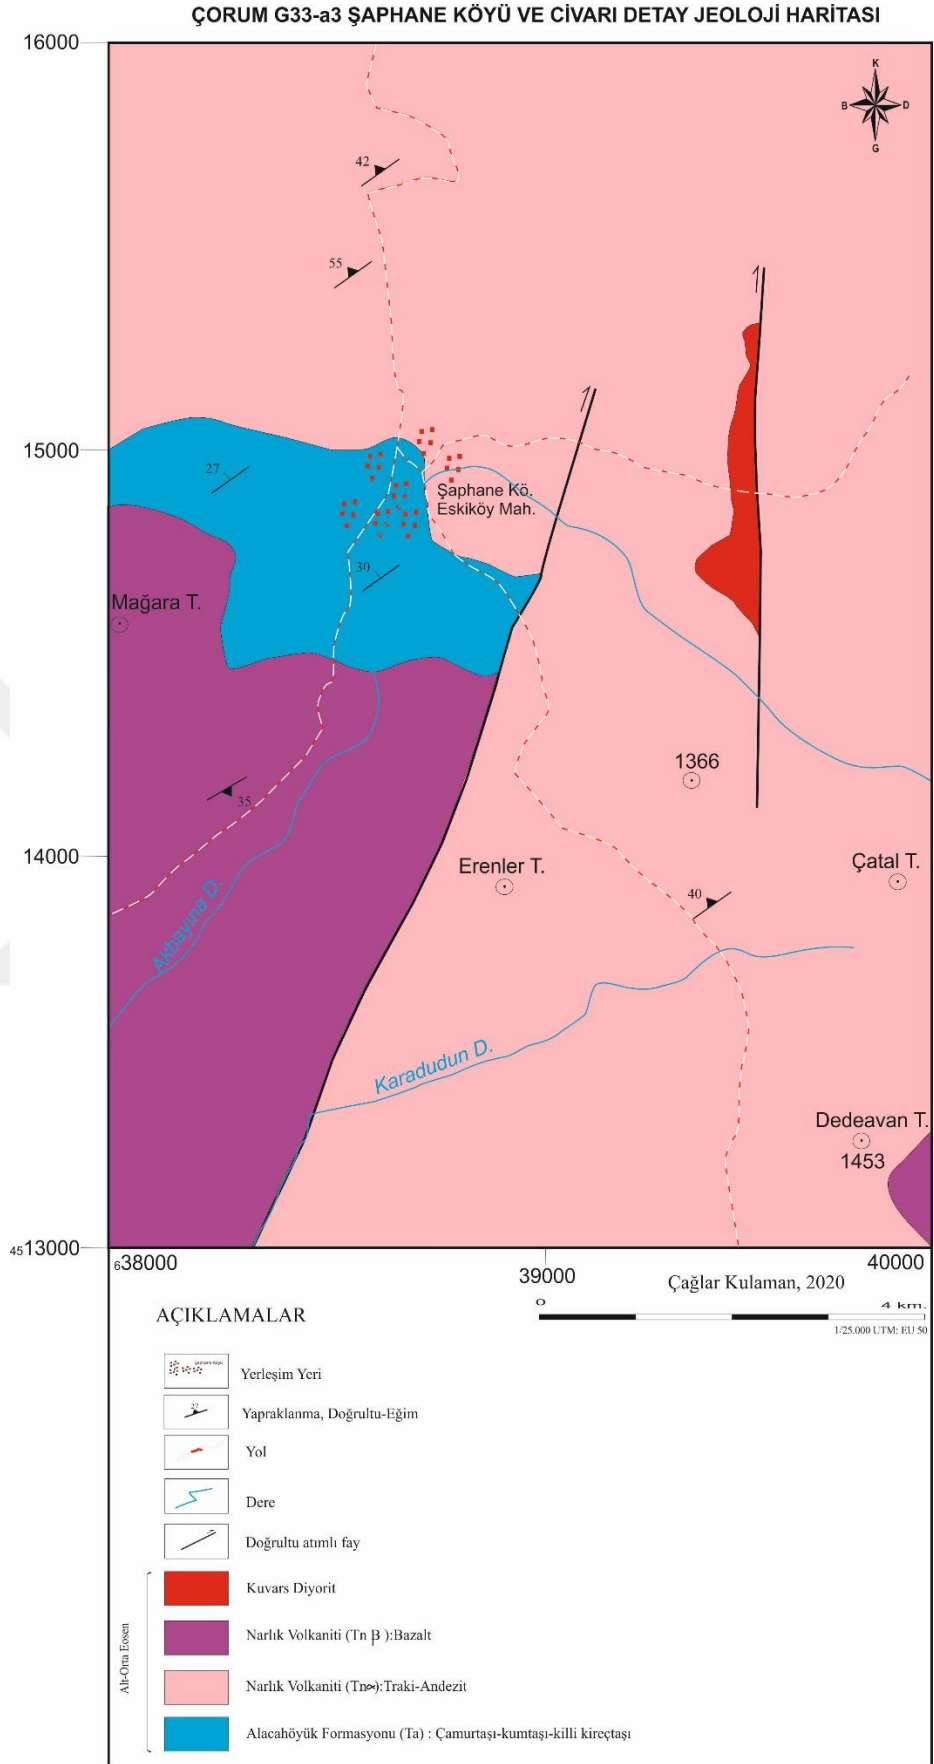 ÇORUM G33-a3 ŞAPHANE KÖYÜ VE CİVARI DETAY JEOLOJİ HARİTASI
16000
K
B D
G
42
55
15000
27
Şaphane Kö.
Eskiköy Mah.
30
Mağara T.
1366
35
14000
Erenler T.
Çatal T.
40
Akbayına D.
Karadudun D.
Dedeavan T.
1453
4513000
638000
39000
40000
Çağlar Kulaman, 2020
0 4 km.
1/25.000 UTM: EU 50
AÇIKLAMALAR
Yerleşim Yeri
27
Yapraklanma, Doğrultu-Eğim
Yol
Dere
Doğrultu atımlı fay
Alt-Orta Eosen
Kuvars Diyorit
Narlık Volkaniti (Tn β ):Bazalt
Narlık Volkaniti (Tn∝):Traki-Andezit
Alacahöyük Formasyonu (Ta) : Çamurtaşı-kumtaşı-killi kireçtaşı